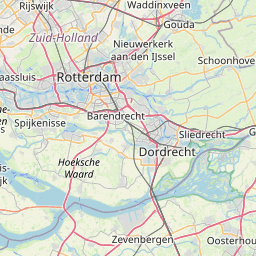 Rijswijk
Waddinxveen
Gouda
Zuid-Holland
Nieuwerkerk
aan den IJssel
Schoonhove
aassluis
Rotterdam
Barendrecht
Spijkenisse
Sliedrecht
Dordrecht
Hoeksche
Waard
Zevenbergen
Oosterhou